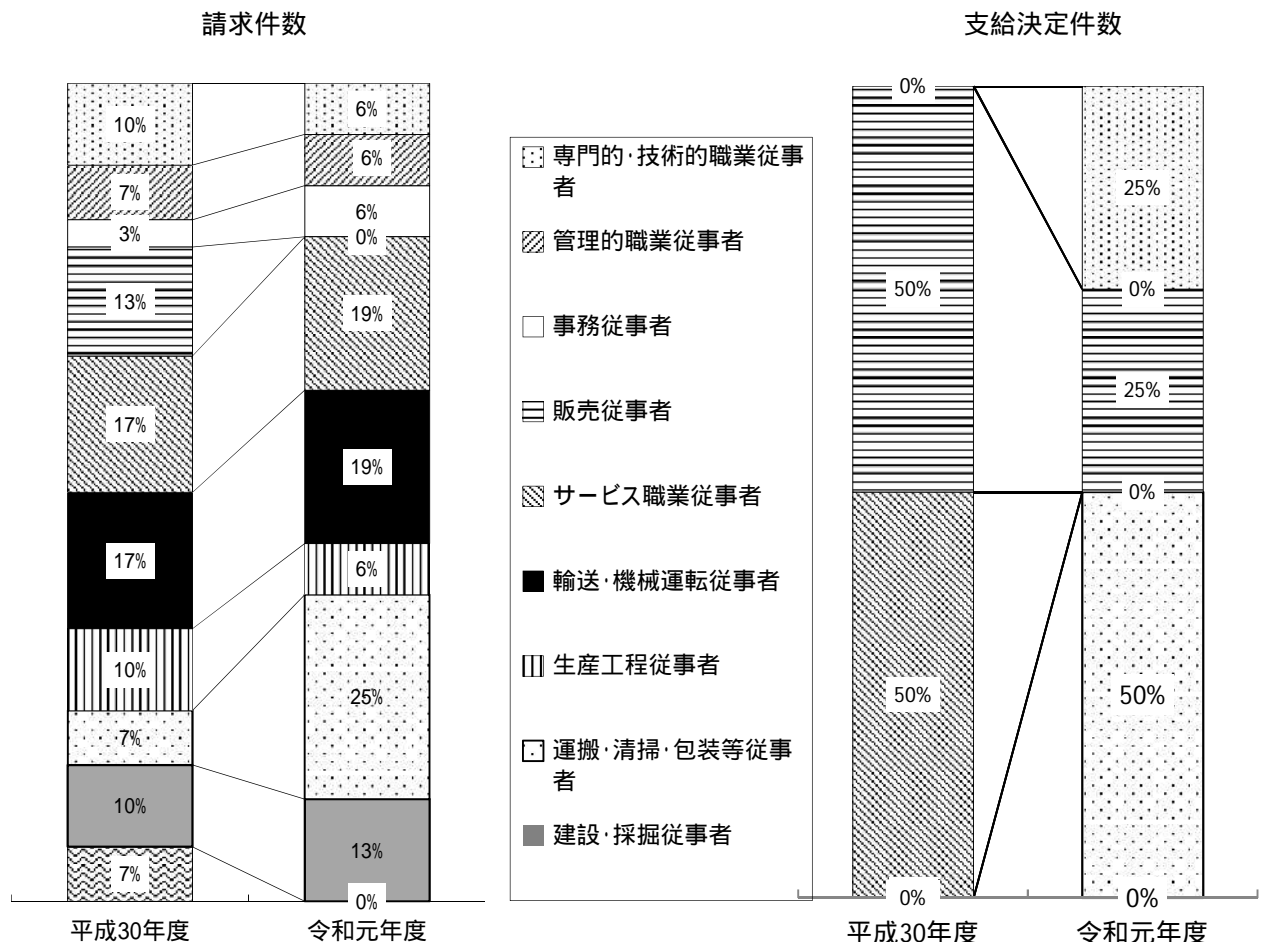 請求件数
10%
7%
3%
13%
17%
17%
10%
7%
10%
7%
平成30年度
6%
6%
6%
0%
19%
19%
6%
25%
13%
0%
令和元年度
専門的･技術的職業従事
者
管理的職業従事者
事務従事者
販売従事者
サービス職業従事者
輸送･機械運転従事者
生産工程従事者
運搬･清掃･包装等従事
者
建設･採掘従事者
支給決定件数
0%
50%
50%
0%
平成30年度
25%
0%
25%
0%
50%
0%
令和元年度